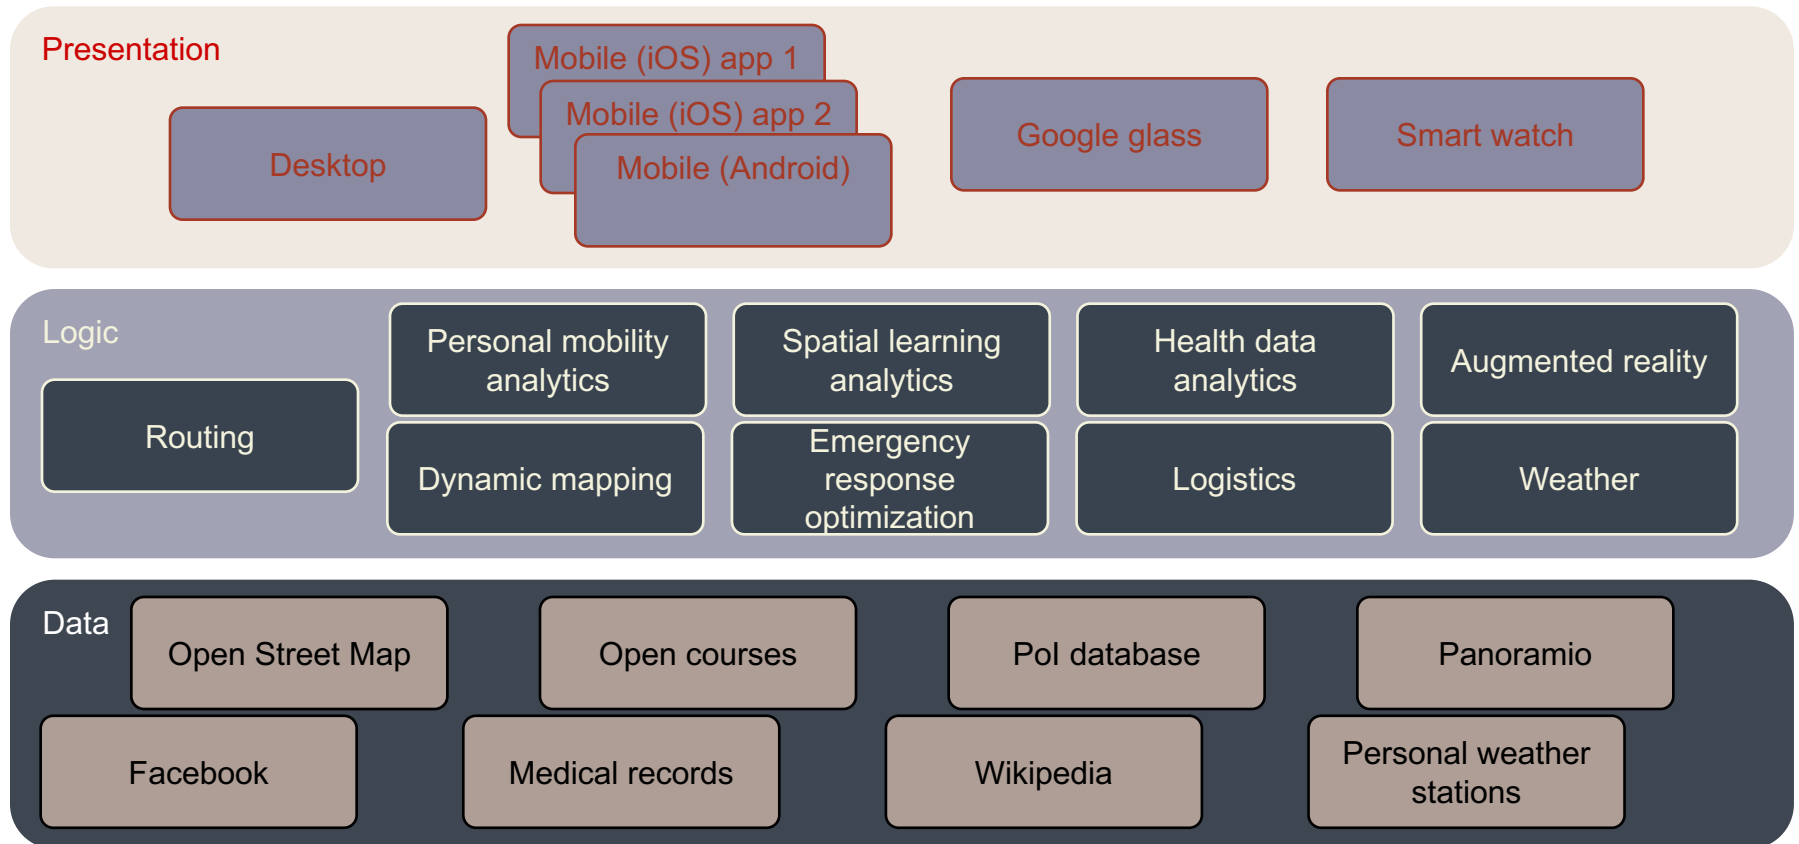 Presentation
Mobile (iOS) app 1
Mobile (iOS) app 2
Mobile (Android)
Desktop
Google glass
Smart watch
Logic
Routing
Personal mobility
analytics
Spatial learning
analytics
Health data
analytics
Augmented reality
Dynamic mapping
Emergency
response
optimization
Logistics
Weather
Data
Open Street Map
Open courses
PoI database
Panoramio
Facebook
Medical records
Wikipedia
Personal weather
stations